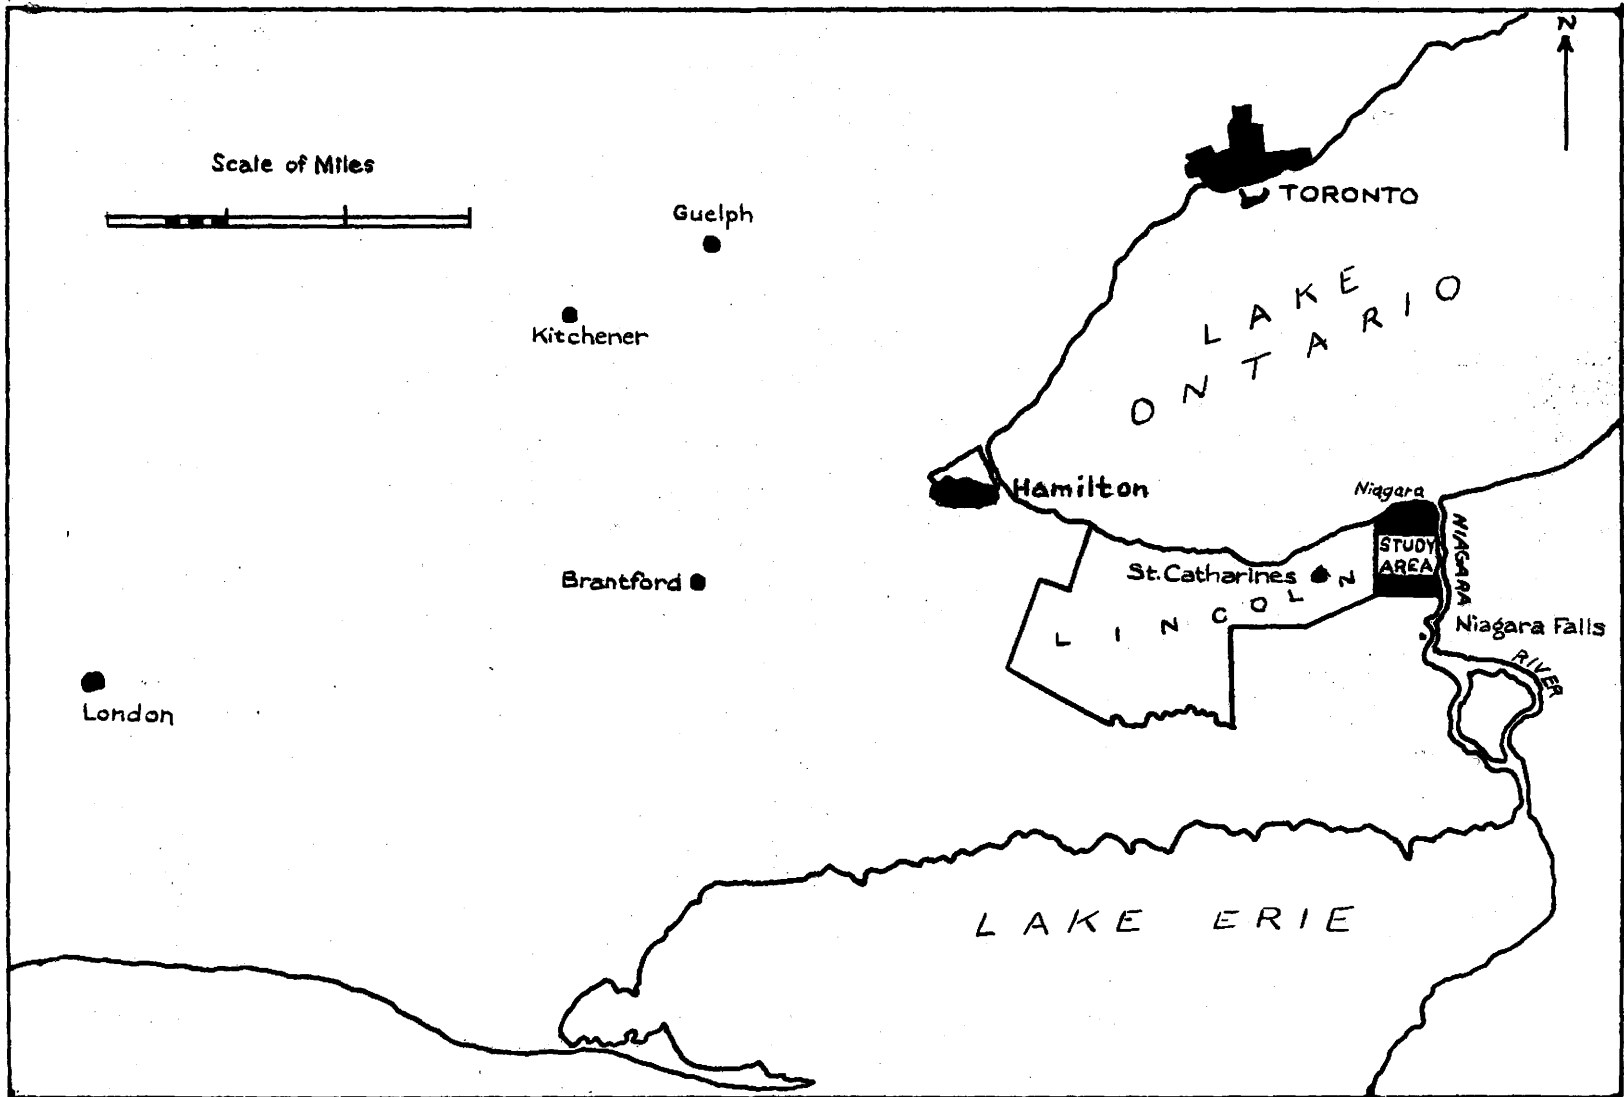 N
Scale of Miles
TORONTO
Guelph
Kitchener
LAKE
ONTARIO
Hamilton
Niagara
STUDY
AREA
NIAGARA
RIVER
St. Catharines
LINCOLN
Brantford
Niagara Falls
London
LAKE ERIE